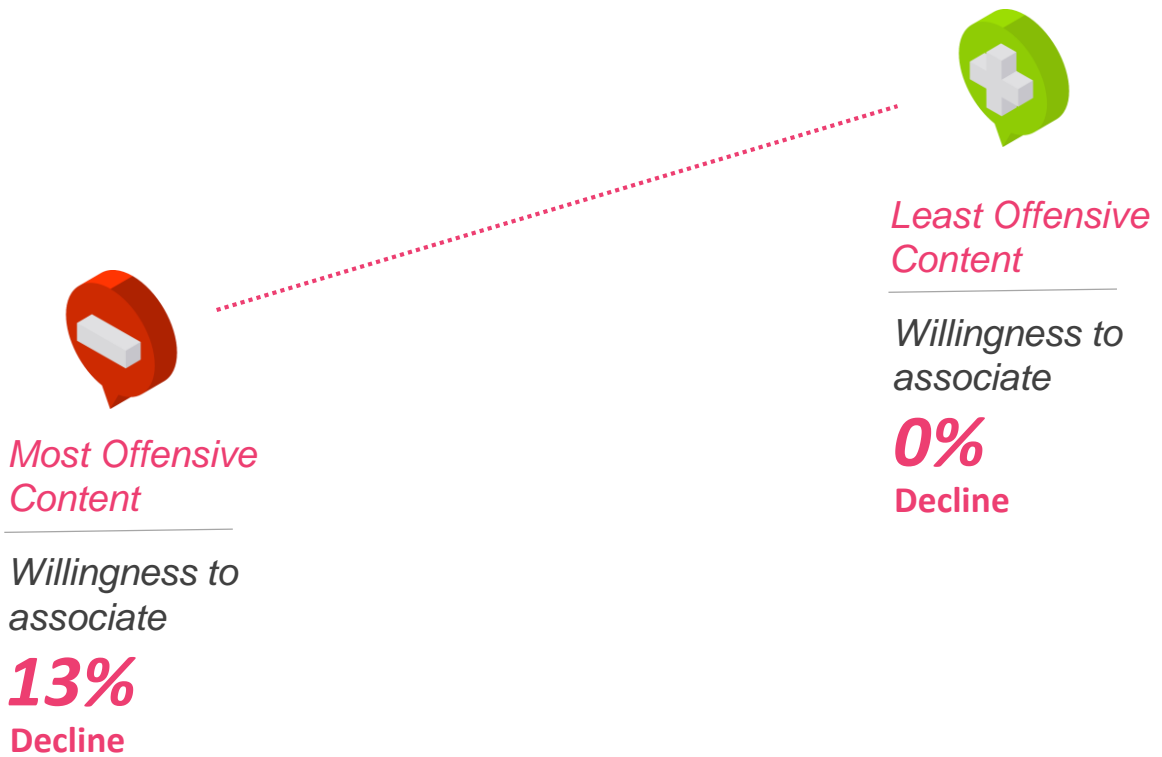 Most Offensive
Content
Willingness to
associate
13%
Decline
Least Offensive
Content
Willingness to
associate
0%
Decline